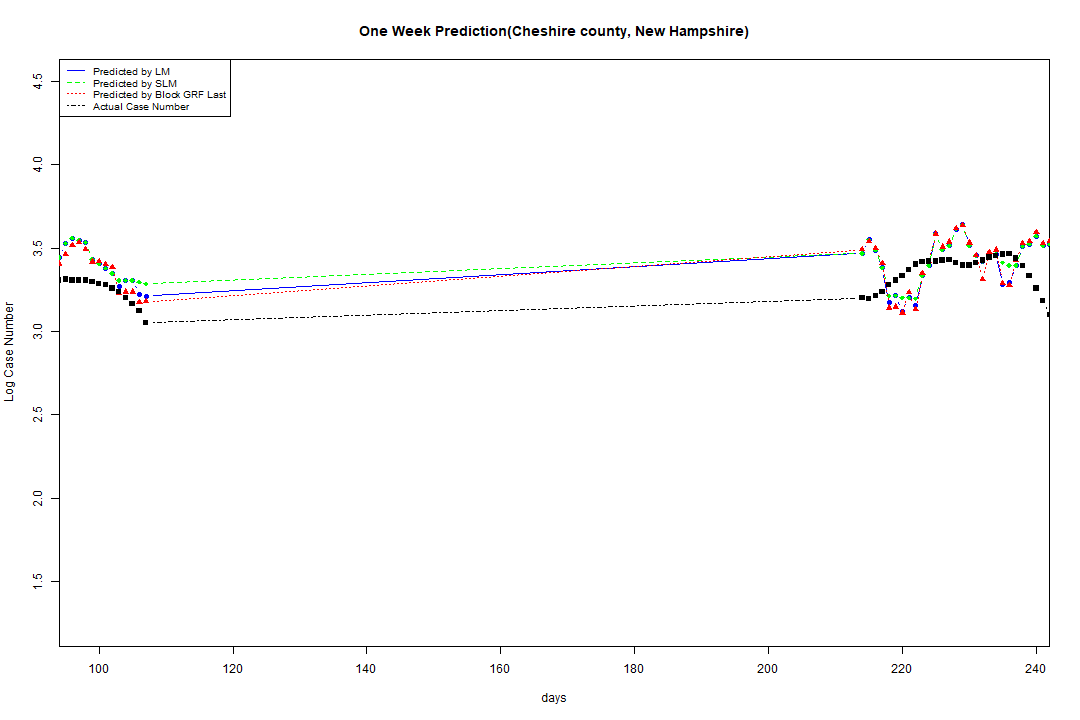 One Week Prediction(Cheshire county, New Hampshire)
Predicted by LM
Predicted by SLM
Predicted by Block GRF Last
Actual Case Number
4.5
4.0
3.5
3.0
2.5
2.0
1.5
Log Case Number
100 120 140 160 180 200 220 240
days